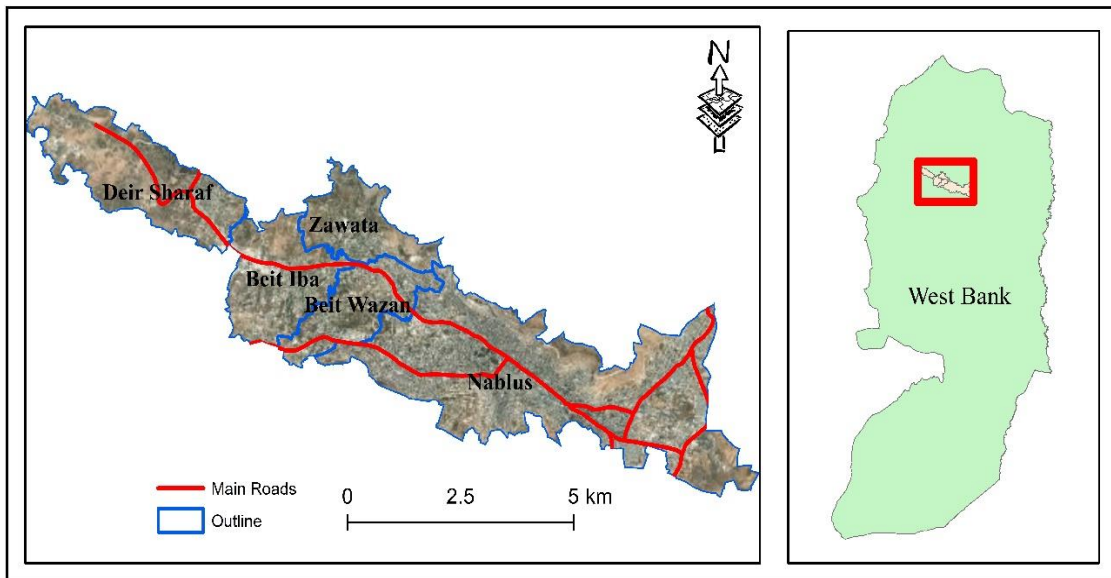 N
Deir Sharaf
Zawata
Beit Iba
Beit Wazan
Nablus
Main Roads
Outline
0 2.5 5 km
West Bank